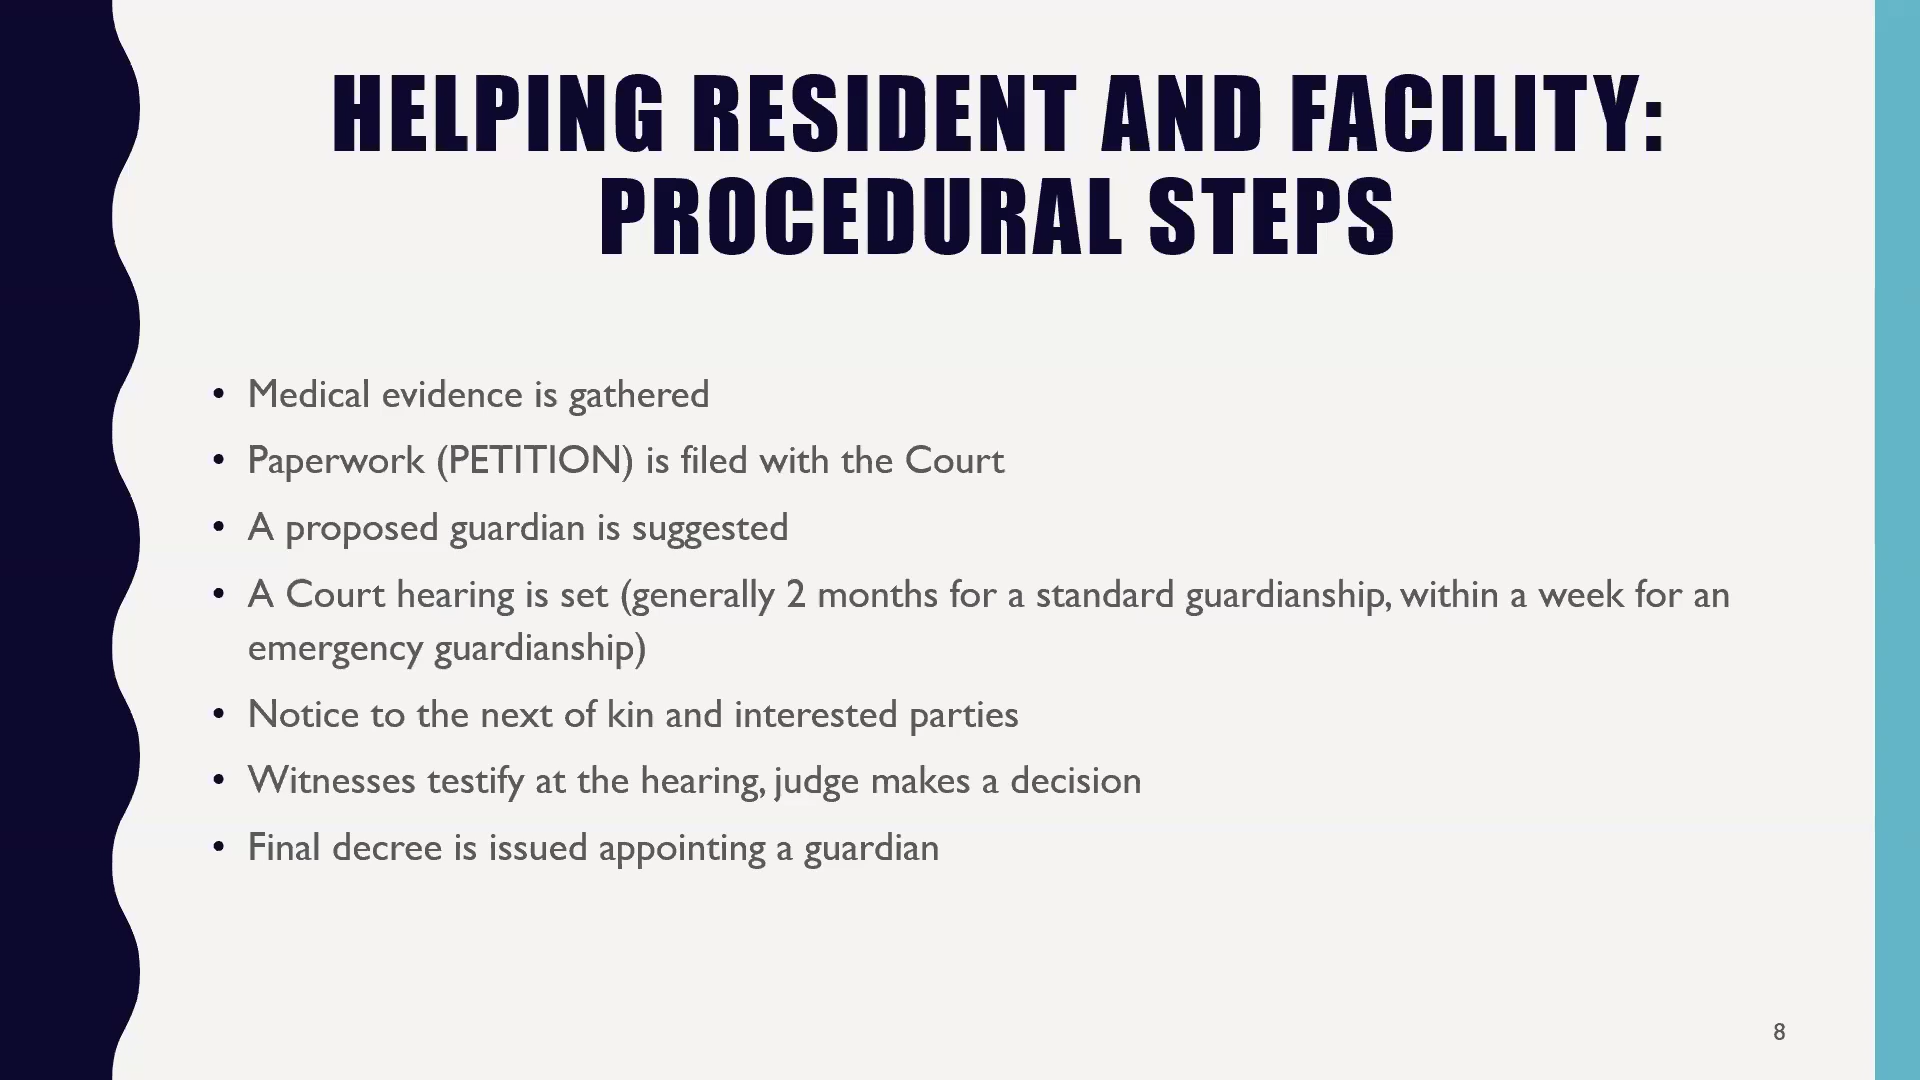 HELPING RESIDENT AND FACILITY:
PROCEDURAL STEPS
• Medical evidence is gathered
• Paperwork (PETITION) is filed with the Court
• A proposed guardian is suggested
• A Court hearing is set (generally 2 months for a standard guardianship, within a week for an
emergency guardianship)
• Notice to the next of kin and interested parties
• Witnesses testify at the hearing, judge makes a decision
• Final decree is issued appointing a guardian
8